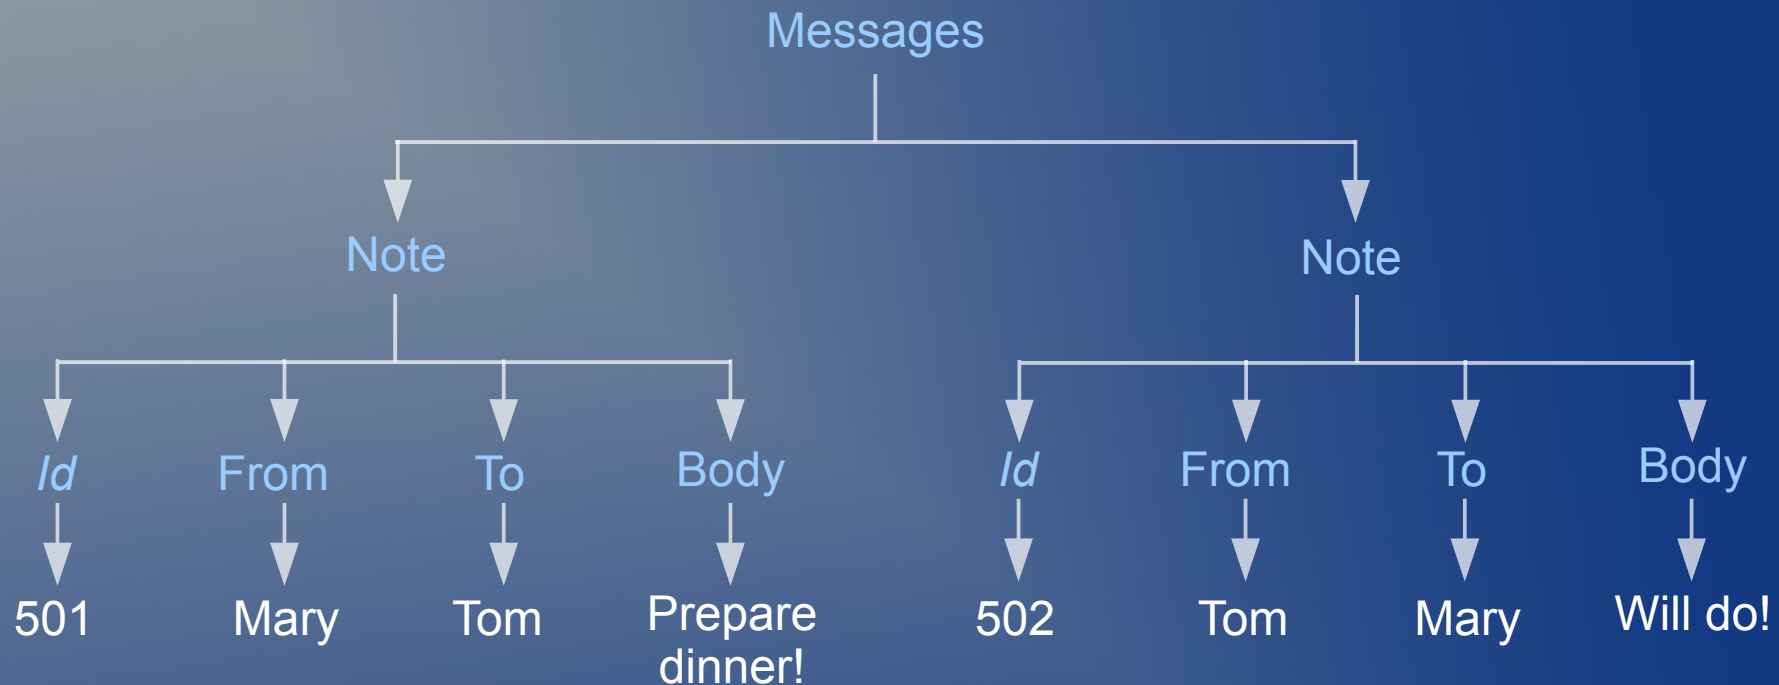 Messages
Note Note
Id From To Body Id From To Body
501 Mary Tom Prepare 502 Tom Mary Will do!
dinner!